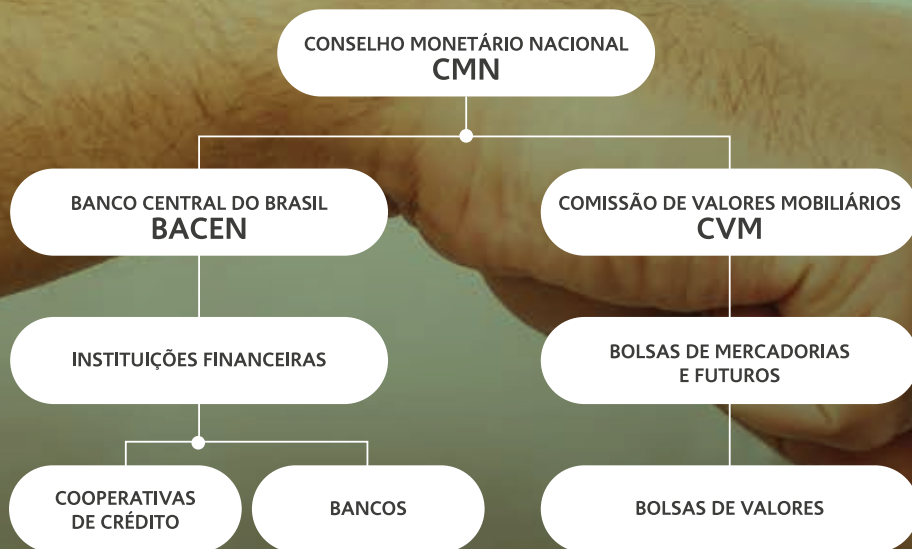 CONSELHO MONETÁRIO NACIONAL
CMN
BANCO CENTRAL DO BRASIL
BACEN
COMISSÃO DE VALORES MOBILIÁRIOS
CVM
INSTITUIÇÕES FINANCEIRAS
BOLSAS DE MERCADORIAS
E FUTUROS
COOPERATIVAS
DE CRÉDITO
BANCOS
BOLSAS DE VALORES